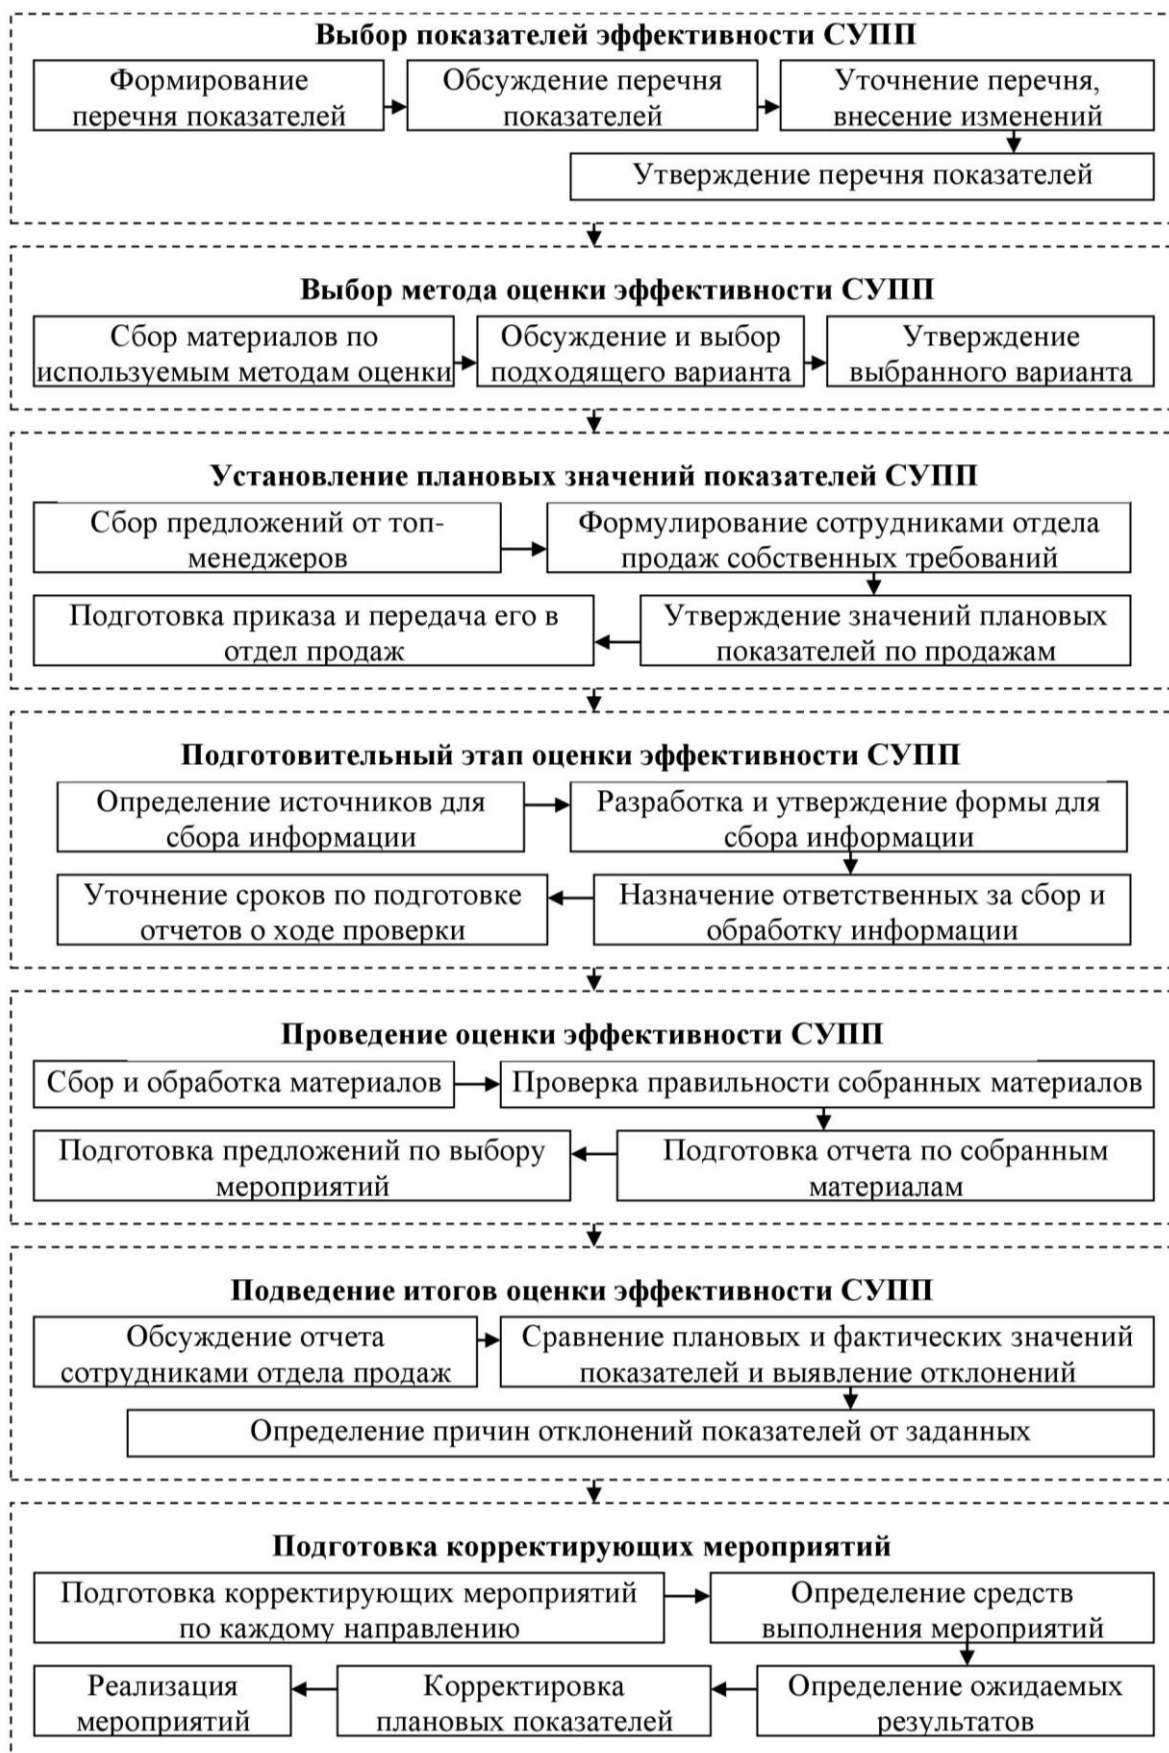 Выбор показателей эффективности СУПП
Формирование
перечня показателей
Обсуждение перечня
показателей
Уточнение перечня,
внесение изменений
Утверждение перечня показателей
Выбор метода оценки эффективности СУПП
Сбор материалов по
используемым методам оценки
Обсуждение и выбор
подходящего варианта
Утверждение
выбранного варианта
Установление плановых значений показателей СУПП
Сбор предложений от топ-
менеджеров
Формулирование сотрудниками отдела
продаж собственных требований
Подготовка приказа и передача его в
отдел продаж
Утверждение значений плановых
показателей по продажам
Подготовительный этап оценки эффективности СУПП
Определение источников для
сбора информации
Разработка и утверждение формы для
сбора информации
Уточнение сроков по подготовке
отчетов о ходе проверки
Назначение ответственных за сбор и
обработку информации
Проведение оценки эффективности СУПП
Сбор и обработка материалов
Проверка правильности собранных материалов
Подготовка предложений по выбору
мероприятий
Подготовка отчета по собранным
материалам
Подведение итогов оценки эффективности СУПП
Обсуждение отчета
сотрудниками отдела продаж
Сравнение плановых и фактических значений
показателей и выявление отклонений
Определение причин отклонений показателей от заданных
Подготовка корректирующих мероприятий
Подготовка корректирующих мероприятий
по каждому направлению
Определение средств
выполнения мероприятий
Реализация
мероприятий
Корректировка
плановых показателей
Определение ожидаемых
результатов